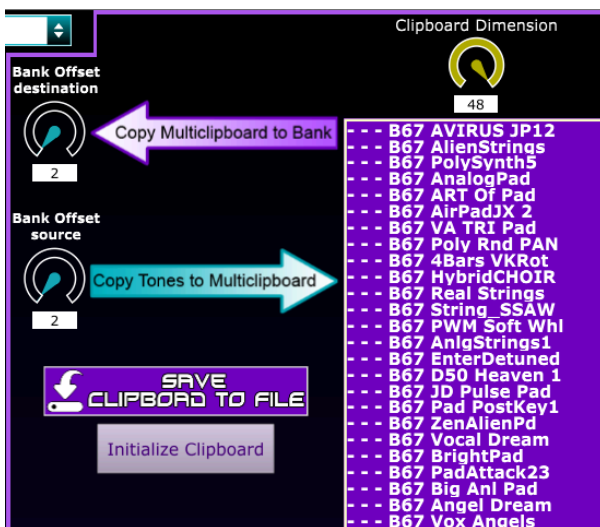 Clipboard Dimension
48
Bank Offset
destination
2
Copy Multiclipboard to Bank
Bank Offset
source
2
Copy Tones to Multiclipboard
SAVE
CLIPBORD TO FILE
Initialize Clipboard
- - - B67 AVIRUS JP12
- - - B67 AlienStrings
- - - B67 PolySynth5
- - - B67 AnalogPad
- - - B67 ART Of Pad
- - - B67 AirPadJX 2
- - - B67 VA TRI Pad
- - - B67 Poly Rnd PAN
- - - B67 4Bars VKRot
- - - B67 HybridCHOIR
- - - B67 Real Strings
- - - B67 String_SSAW
- - - B67 PWM Soft Whl
- - - B67 AnlgStrings1
- - - B67 EnterDetuned
- - - B67 D50 Heaven 1
- - - B67 JD Pulse Pad
- - - B67 Pad PostKey1
- - - B67 ZenAlienPd
- - - B67 Vocal Dream
- - - B67 BrightPad
- - - B67 PadAttack23
- - - B67 Big Anl Pad
- - - B67 Angel Dream
- - - B67 Vox Angels